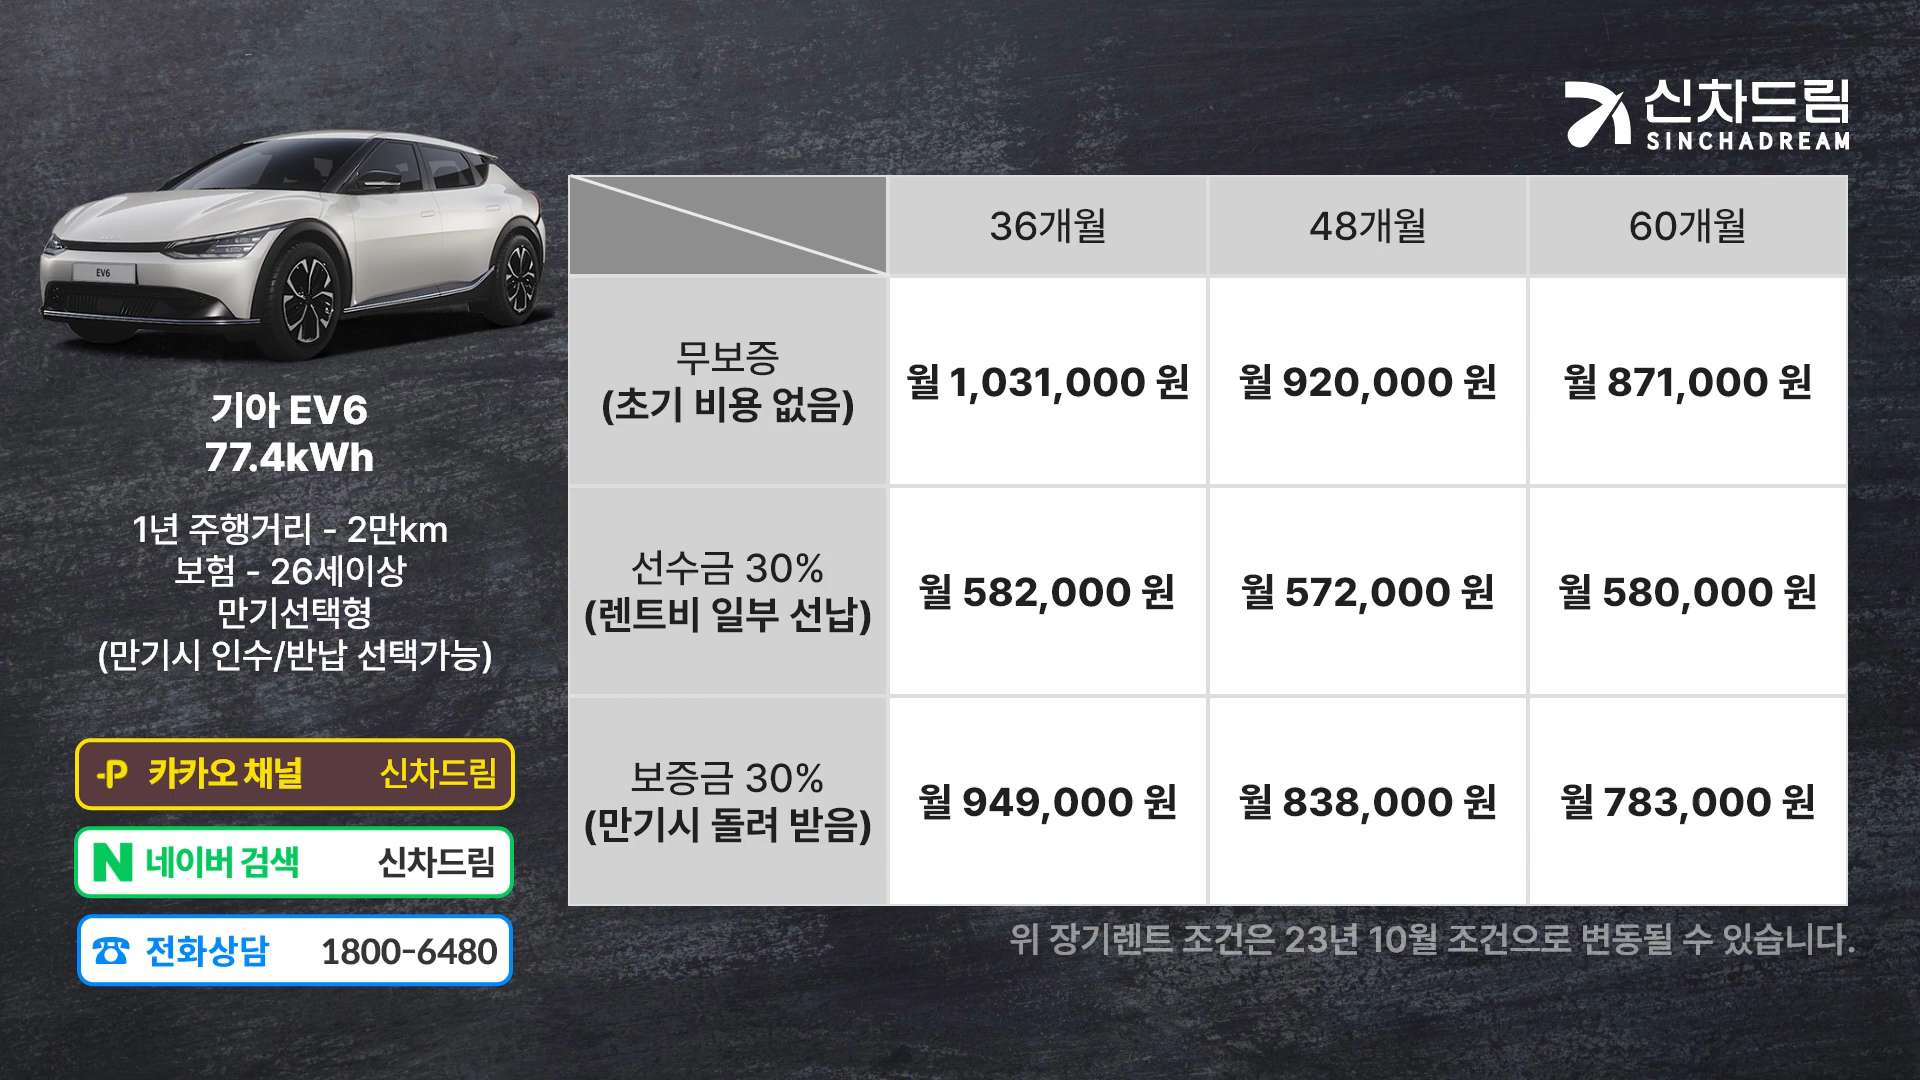 신차드림
SINCHADREAM
EV6
기아 EV6
77.4kWh
1년 주행거리 - 2만km
보험 - 26세이상
만기선택형
(만기시 인수/반납 선택가능)
-P 카카오 채널 신차드림
N 네이버 검색 신차드림
전화상담 1800-6480
36개월 48개월 60개월
무보증
(초기 비용 없음)
월 1,031,000 원 월 920,000 원 월 871,000 원
선수금 30%
(렌트비 일부 선납)
월 582,000 원 월 572,000 원 월 580,000 원
보증금 30%
(만기시 돌려 받음)
월 949,000 원 월 838,000 원 월 783,000 원
위 장기렌트 조건은 23년 10월 조건으로 변동될 수 있습니다.